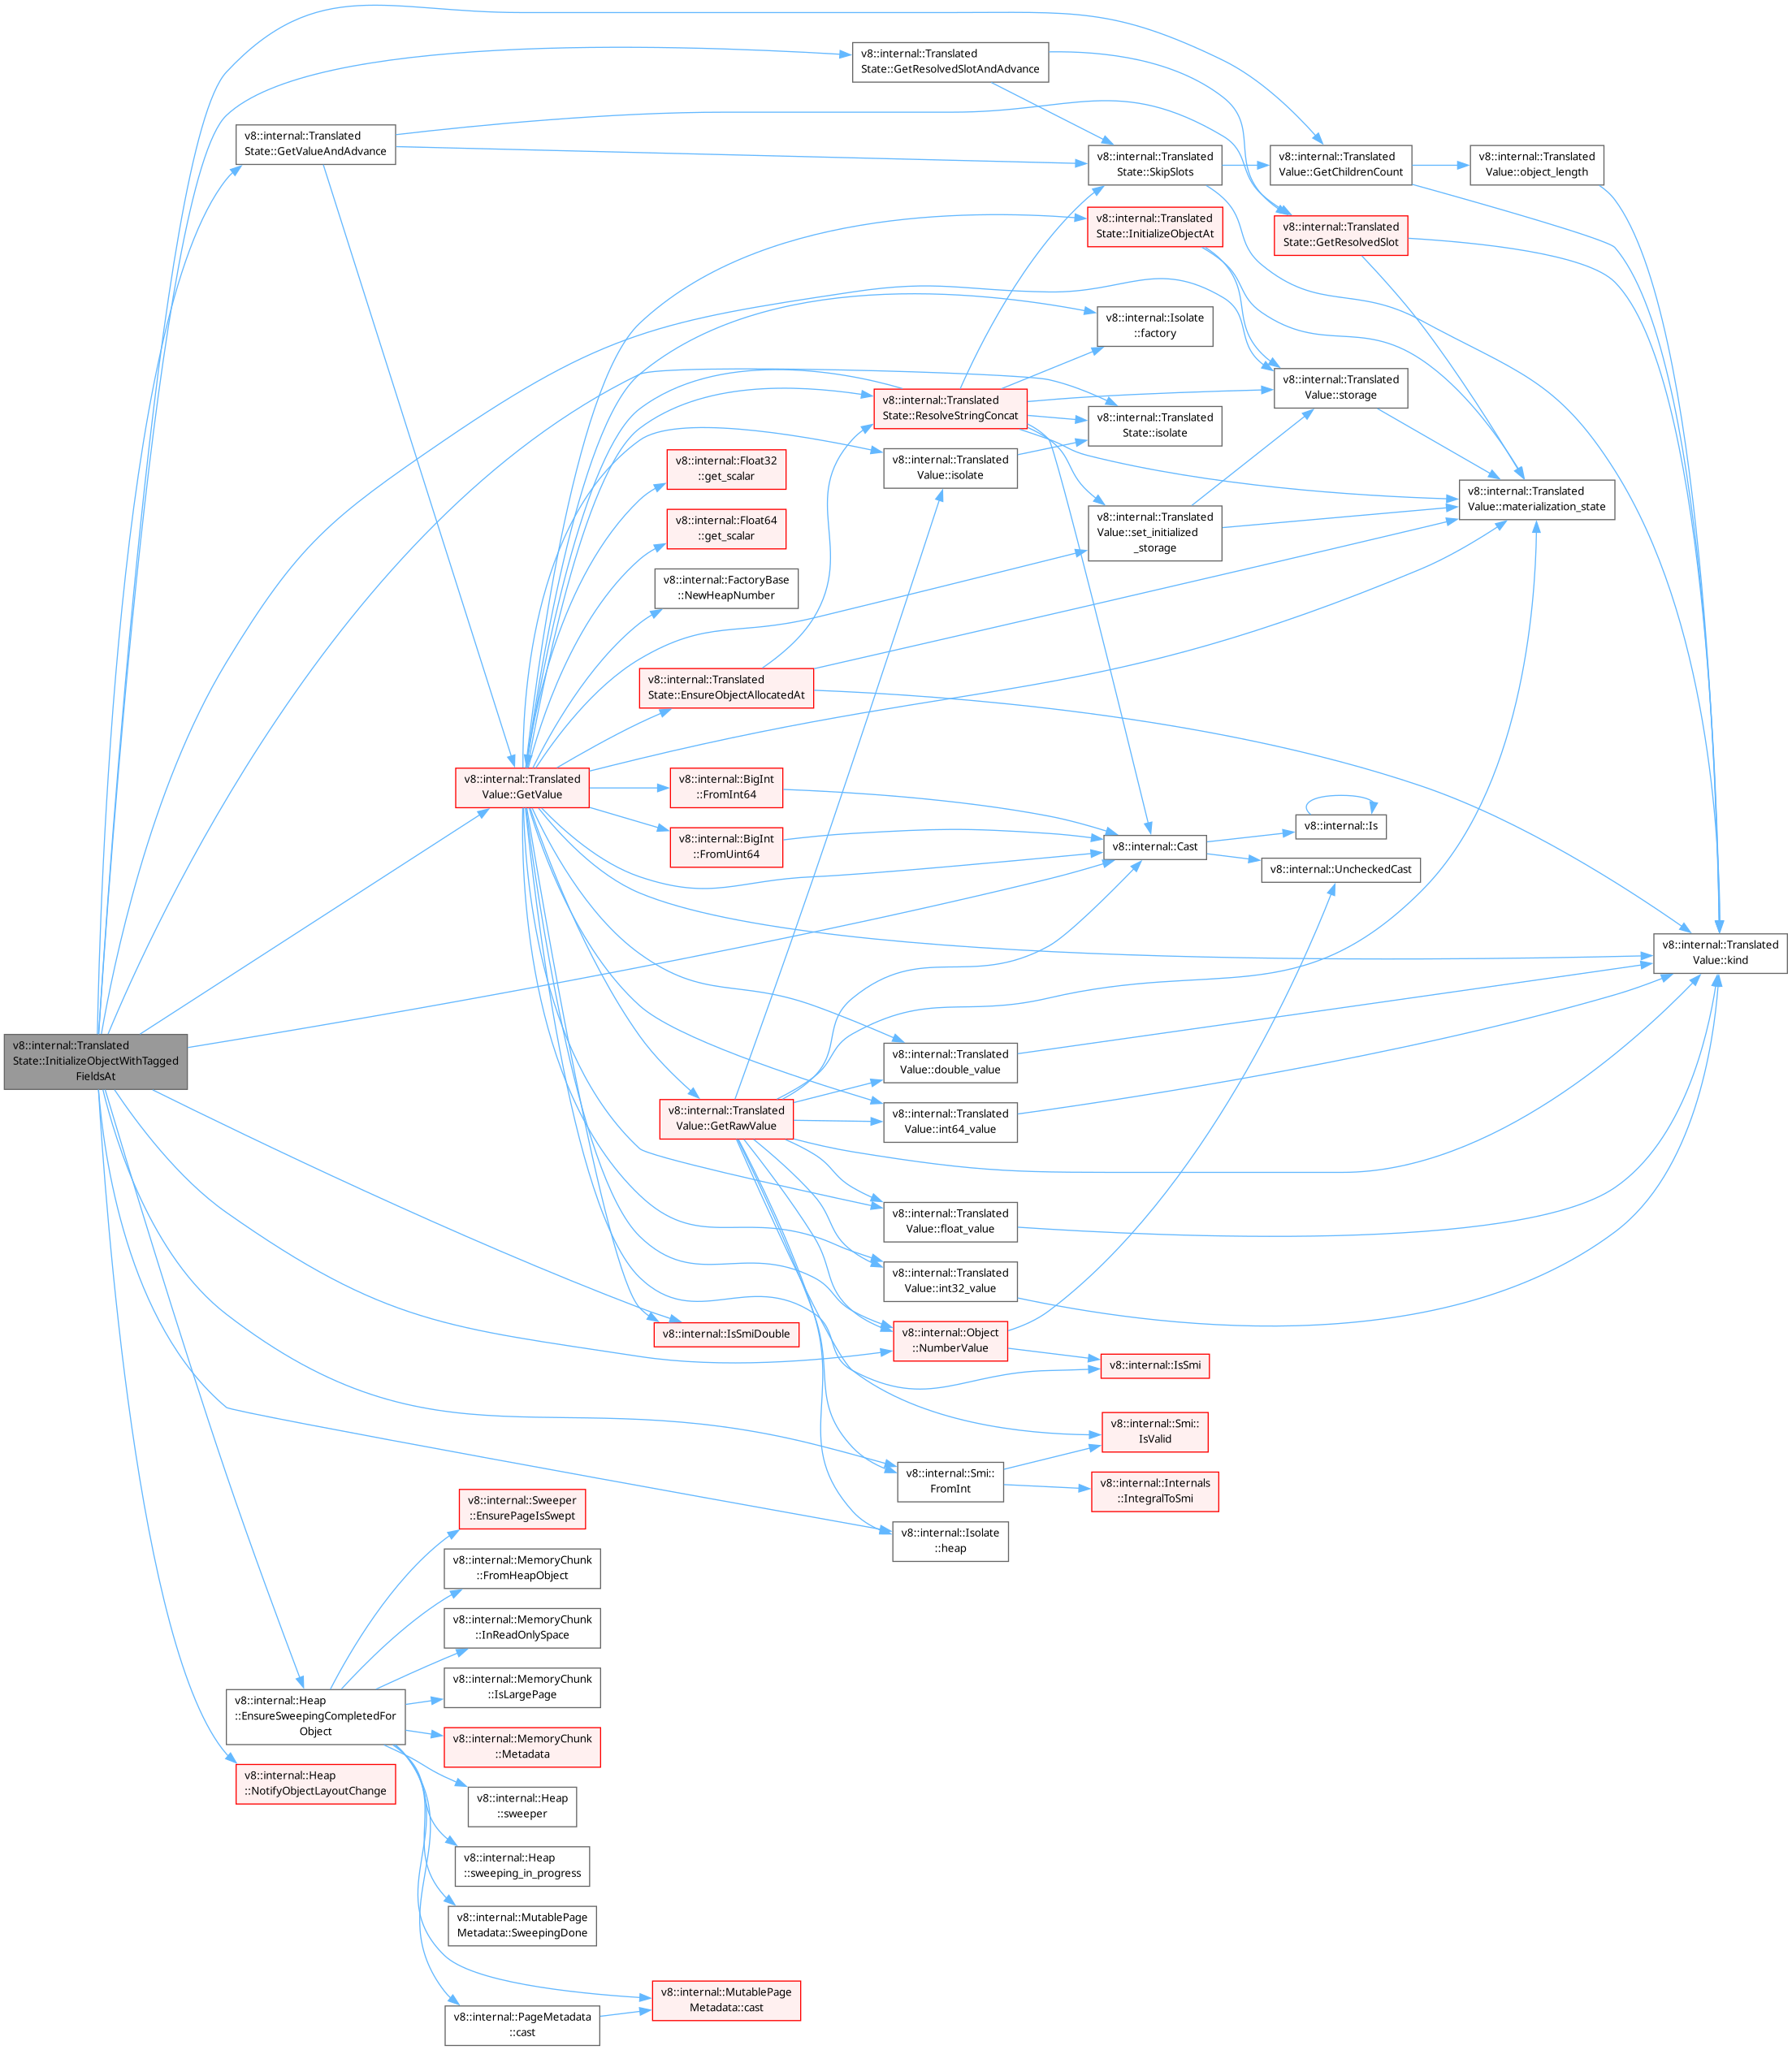 v8::internal::Translated
State::GetResolvedSlotAndAdvance
v8::internal::Translated
State::GetValueAndAdvance
v8::internal::Translated
State::SkipSlots
v8::internal::Translated
Value::GetChildrenCount
v8::internal::Translated
Value::object_length
v8::internal::Translated
State::InitializeObjectAt
v8::internal::Translated
State::GetResolvedSlot
v8::internal::Isolate
::factory
v8::internal::Translated
Value::storage
v8::internal::Translated
State::ResolveStringConcat
v8::internal::Translated
State::isolate
v8::internal::Float32
::get_scalar
v8::internal::Translated
Value::isolate
v8::internal::Translated
Value::materialization_state
v8::internal::Float64
::get_scalar
v8::internal::Translated
Value::set_initialized
_storage
v8::internal::FactoryBase
::NewHeapNumber
v8::internal::Translated
State::EnsureObjectAllocatedAt
v8::internal::Translated
Value::GetValue
v8::internal::BigInt
::FromInt64
v8::internal::BigInt
::FromUint64
v8::internal::Cast
v8::internal::Is
v8::internal::UncheckedCast
v8::internal::Translated
Value::kind
v8::internal::Translated
State::InitializeObjectWithTagged
FieldsAt
v8::internal::Translated
Value::double_value
v8::internal::Translated
Value::GetRawValue
v8::internal::Translated
Value::int64_value
v8::internal::Translated
Value::float_value
v8::internal::Translated
Value::int32_value
v8::internal::IsSmiDouble
v8::internal::Object
::NumberValue
v8::internal::IsSmi
v8::internal::Smi::
IsValid
v8::internal::Smi::
FromInt
v8::internal::Internals
::IntegralToSmi
v8::internal::Sweeper
::EnsurePageIsSwept
v8::internal::Isolate
::heap
v8::internal::MemoryChunk
::FromHeapObject
v8::internal::MemoryChunk
::InReadOnlySpace
v8::internal::MemoryChunk
::IsLargePage
v8::internal::Heap
::EnsureSweepingCompletedFor
Object
v8::internal::MemoryChunk
::Metadata
v8::internal::Heap
::NotifyObjectLayoutChange
v8::internal::Heap
::sweeper
v8::internal::Heap
::sweeping_in_progress
v8::internal::MutablePage
Metadata::SweepingDone
v8::internal::MutablePage
Metadata::cast
v8::internal::PageMetadata
::cast